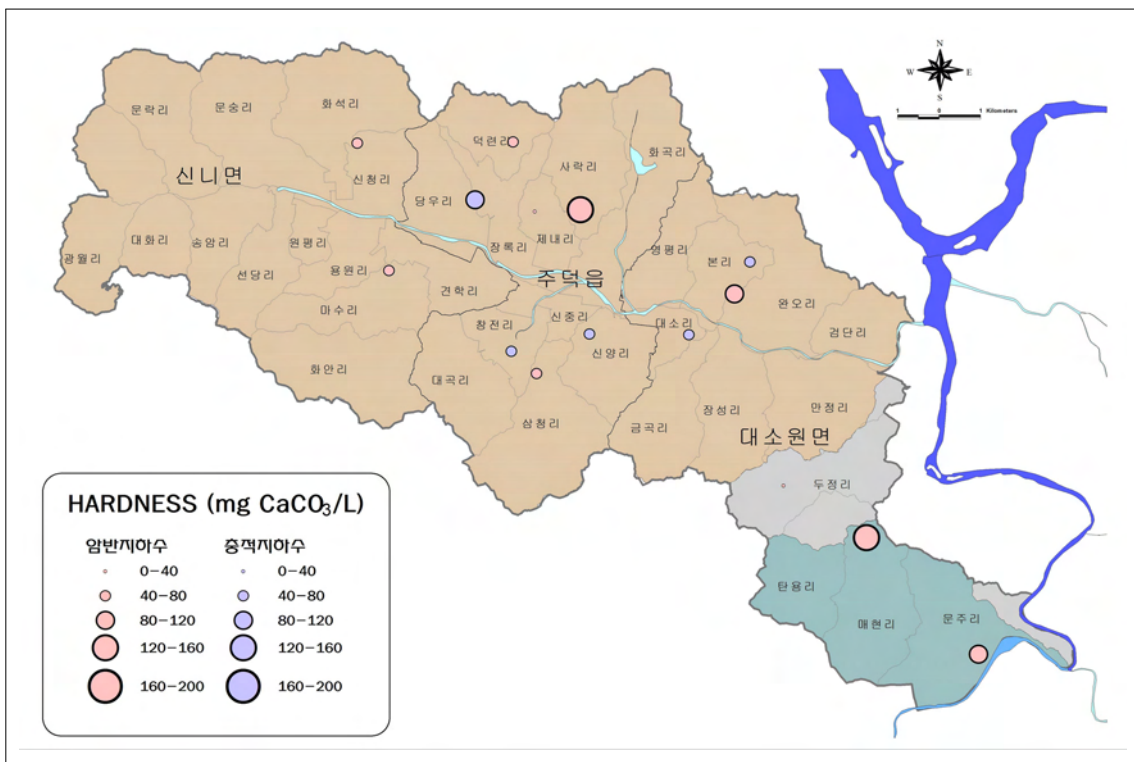 N
W E
S
1 0 1 Kilometers
문락리
문숭리
화석리
신청리
신니면
덕련리
사락리
화곡리
당우리
장록리
제내리
광월리
대화리
송암리
원평리
선당리
용원리
견학리
마수리
화안리
주덕읍
영평리
본리
완오리
검단리
창전리
신중리
신양리
대소리
대곡리
삼청리
금곡리
장성리
만정리
대소원면
두정리
탄용리
매현리
문주리
HARDNESS (mg CaCO₃/L)
암반지하수 충적지하수
0-40 0-40
40-80 40-80
80-120 80-120
120-160 120-160
160-200 160-200